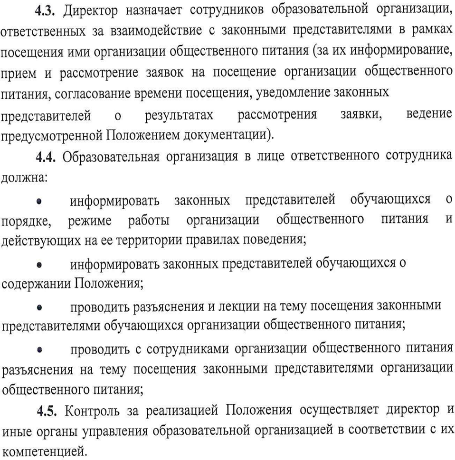 4.3. Директор назначает сотрудников образовательной организации,
ответственных за взаимодействие с законными представителями в рамках
посещения ими организации общественного питания (за их информирование,
прием и рассмотрение заявок на посещение организации общественного
питания, согласование времени посещения, уведомление законных
представителей о результатах рассмотрения заявки, ведение
предусмотренной Положением документации).
4.4. Образовательная организация в лице ответственного сотрудника
должна:
• информировать законных представителей обучающихся о
порядке, режиме работы организации общественного питания и
действующих на ее территории правилах поведения;
• информировать законных представителей обучающихся о
содержании Положения;
• проводить разъяснения и лекции на тему посещения законными
представителями обучающихся организации общественного питания;
• проводить с сотрудниками организации общественного питания
разъяснения на тему посещения законными представителями организации
общественного питания;
4.5. Контроль за реализацией Положения осуществляет директор и
иные органы управления образовательной организацией в соответствии с их
компетенцией.